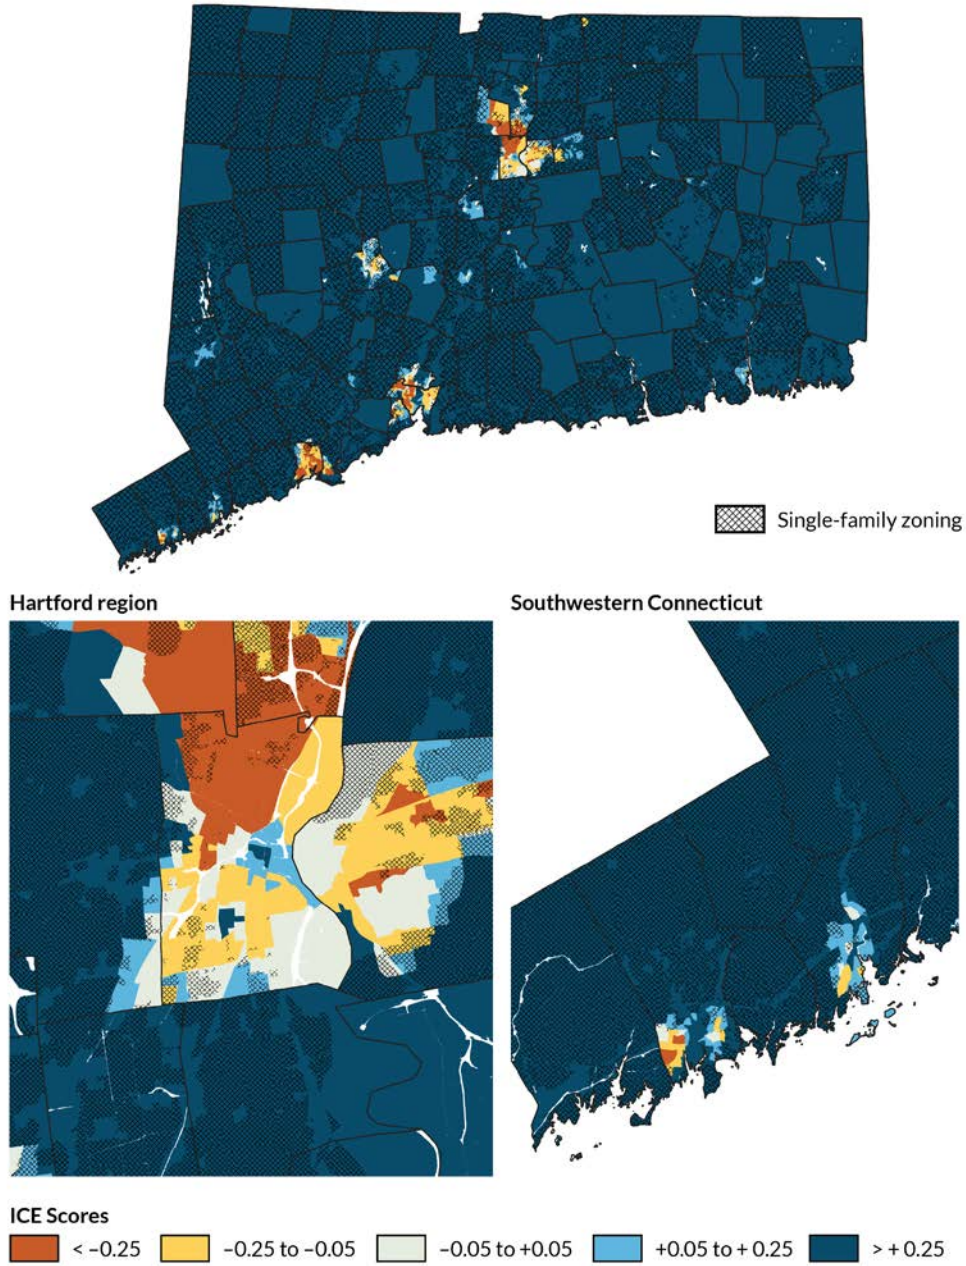 Single-family zoning
Hartford region
Southwestern Connecticut
ICE Scores
< –0.25
–0.25 to –0.05
–0.05 to +0.05
+0.05 to + 0.25
> + 0.25